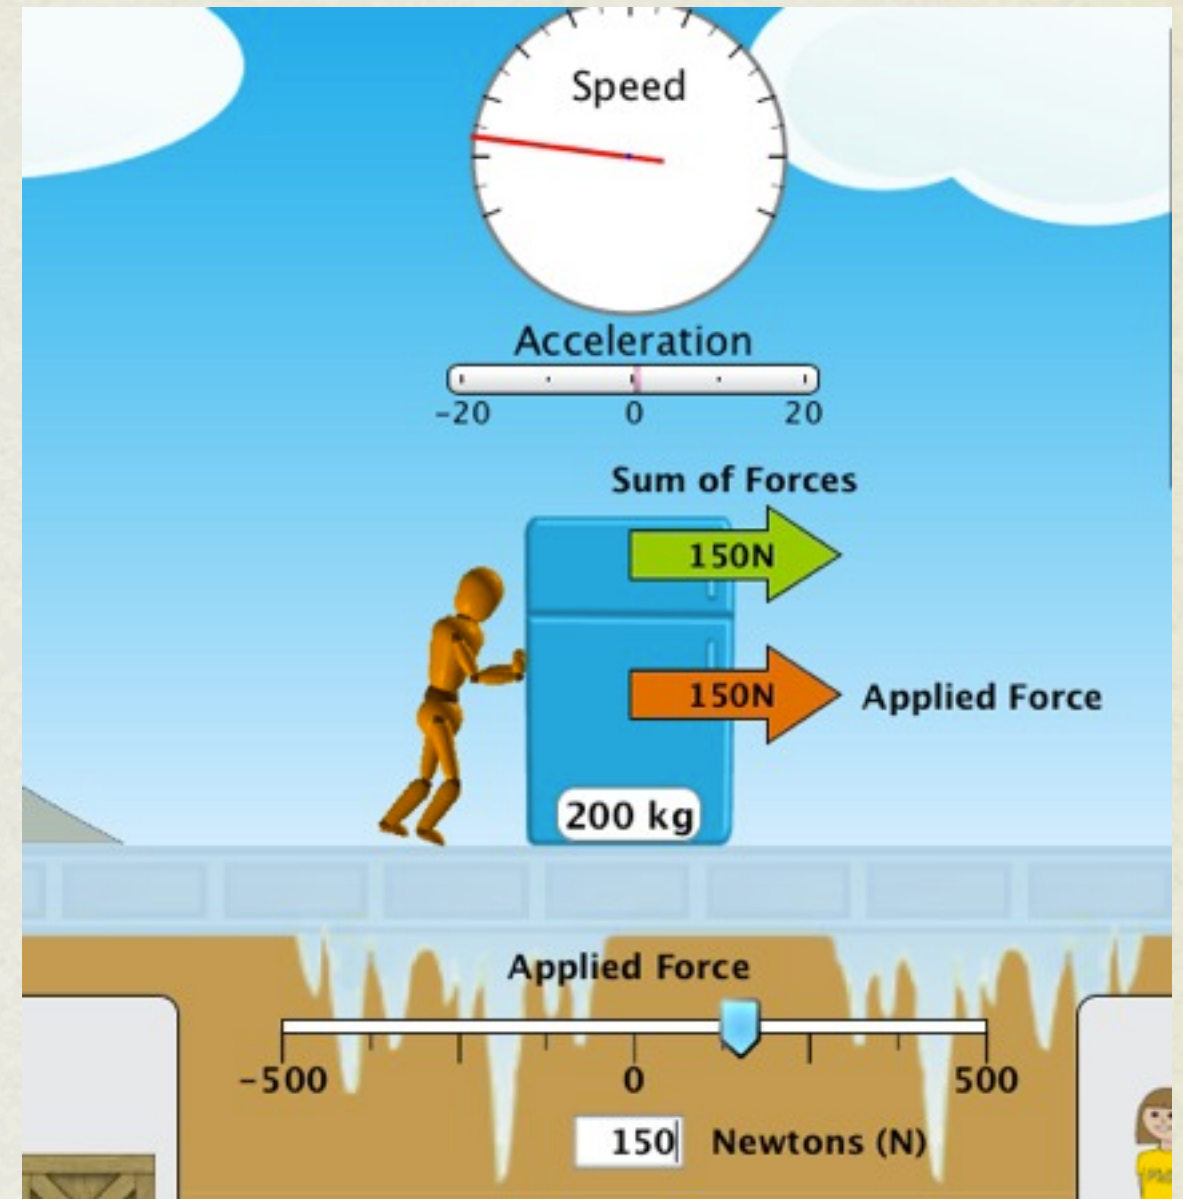 Speed
Acceleration
-20 0 20
Sum of Forces
150N
150N Applied Force
200 kg
Applied Force
-500 0 500
150 Newtons (N)